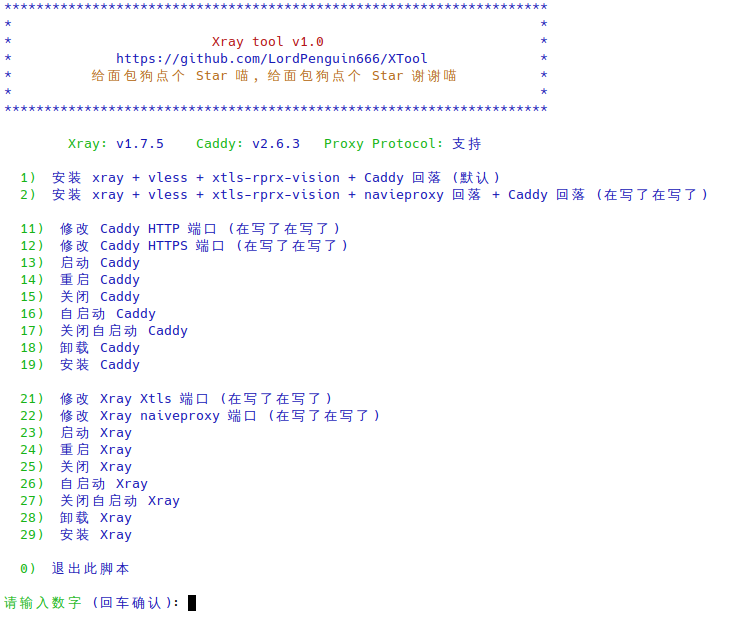 ********************************************************************
* *
* Xray tool v1.0 *
* https://github.com/LordPenguin666/XTool *
* 给面包狗点个 Star 喵, 给面包狗点个 Star 谢谢喵 *
* *
********************************************************************
Xray: v1.7.5 Caddy: v2.6.3 Proxy Protocol: 支持
1) 安装 xray + vless + xtls-rprx-vision + Caddy 回落 (默认)
2) 安装 xray + vless + xtls-rprx-vision + navieproxy 回落 + Caddy 回落 (在写了在写了)
11) 修改 Caddy HTTP 端口 (在写了在写了)
12) 修改 Caddy HTTPS 端口 (在写了在写了)
13) 启动 Caddy
14) 重启 Caddy
15) 关闭 Caddy
16) 自启动 Caddy
17) 关闭自启动 Caddy
18) 卸载 Caddy
19) 安装 Caddy
21) 修改 Xray Xtls 端口 (在写了在写了)
22) 修改 Xray naiveproxy 端口 (在写了在写了)
23) 启动 Xray
24) 重启 Xray
25) 关闭 Xray
26) 自启动 Xray
27) 关闭自启动 Xray
28) 卸载 Xray
29) 安装 Xray
0) 退出此脚本
请输入数字 (回车确认):